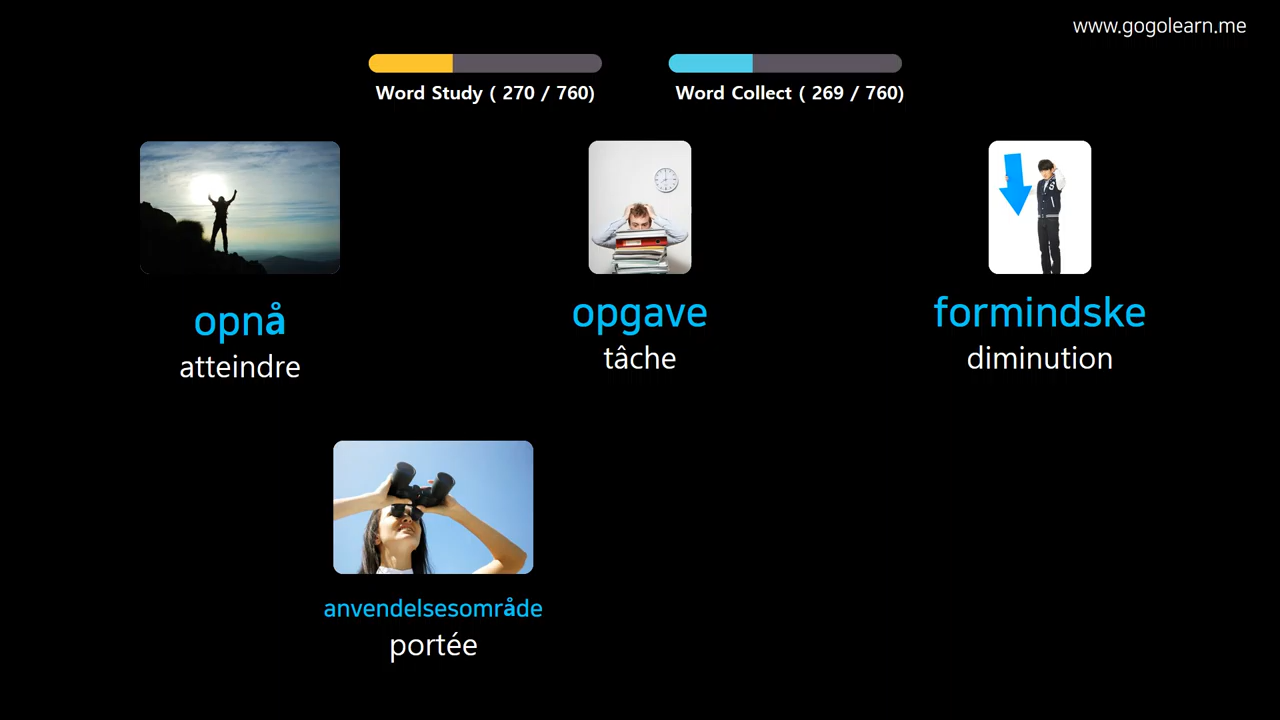 www.gogolearn.me
Word Study ( 270 / 760)
Word Collect ( 269 / 760)
opnå
atteindre
opgave
tâche
formindske
diminution
anvendelsesområde
portée